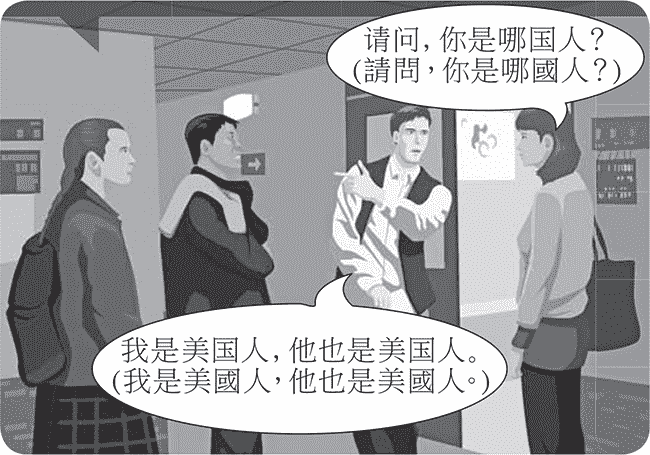 请问，你是哪国人？
(請問，你是哪國人？)
我是美国人，他也是美国人。
(我是美國人，他也是美國人。)